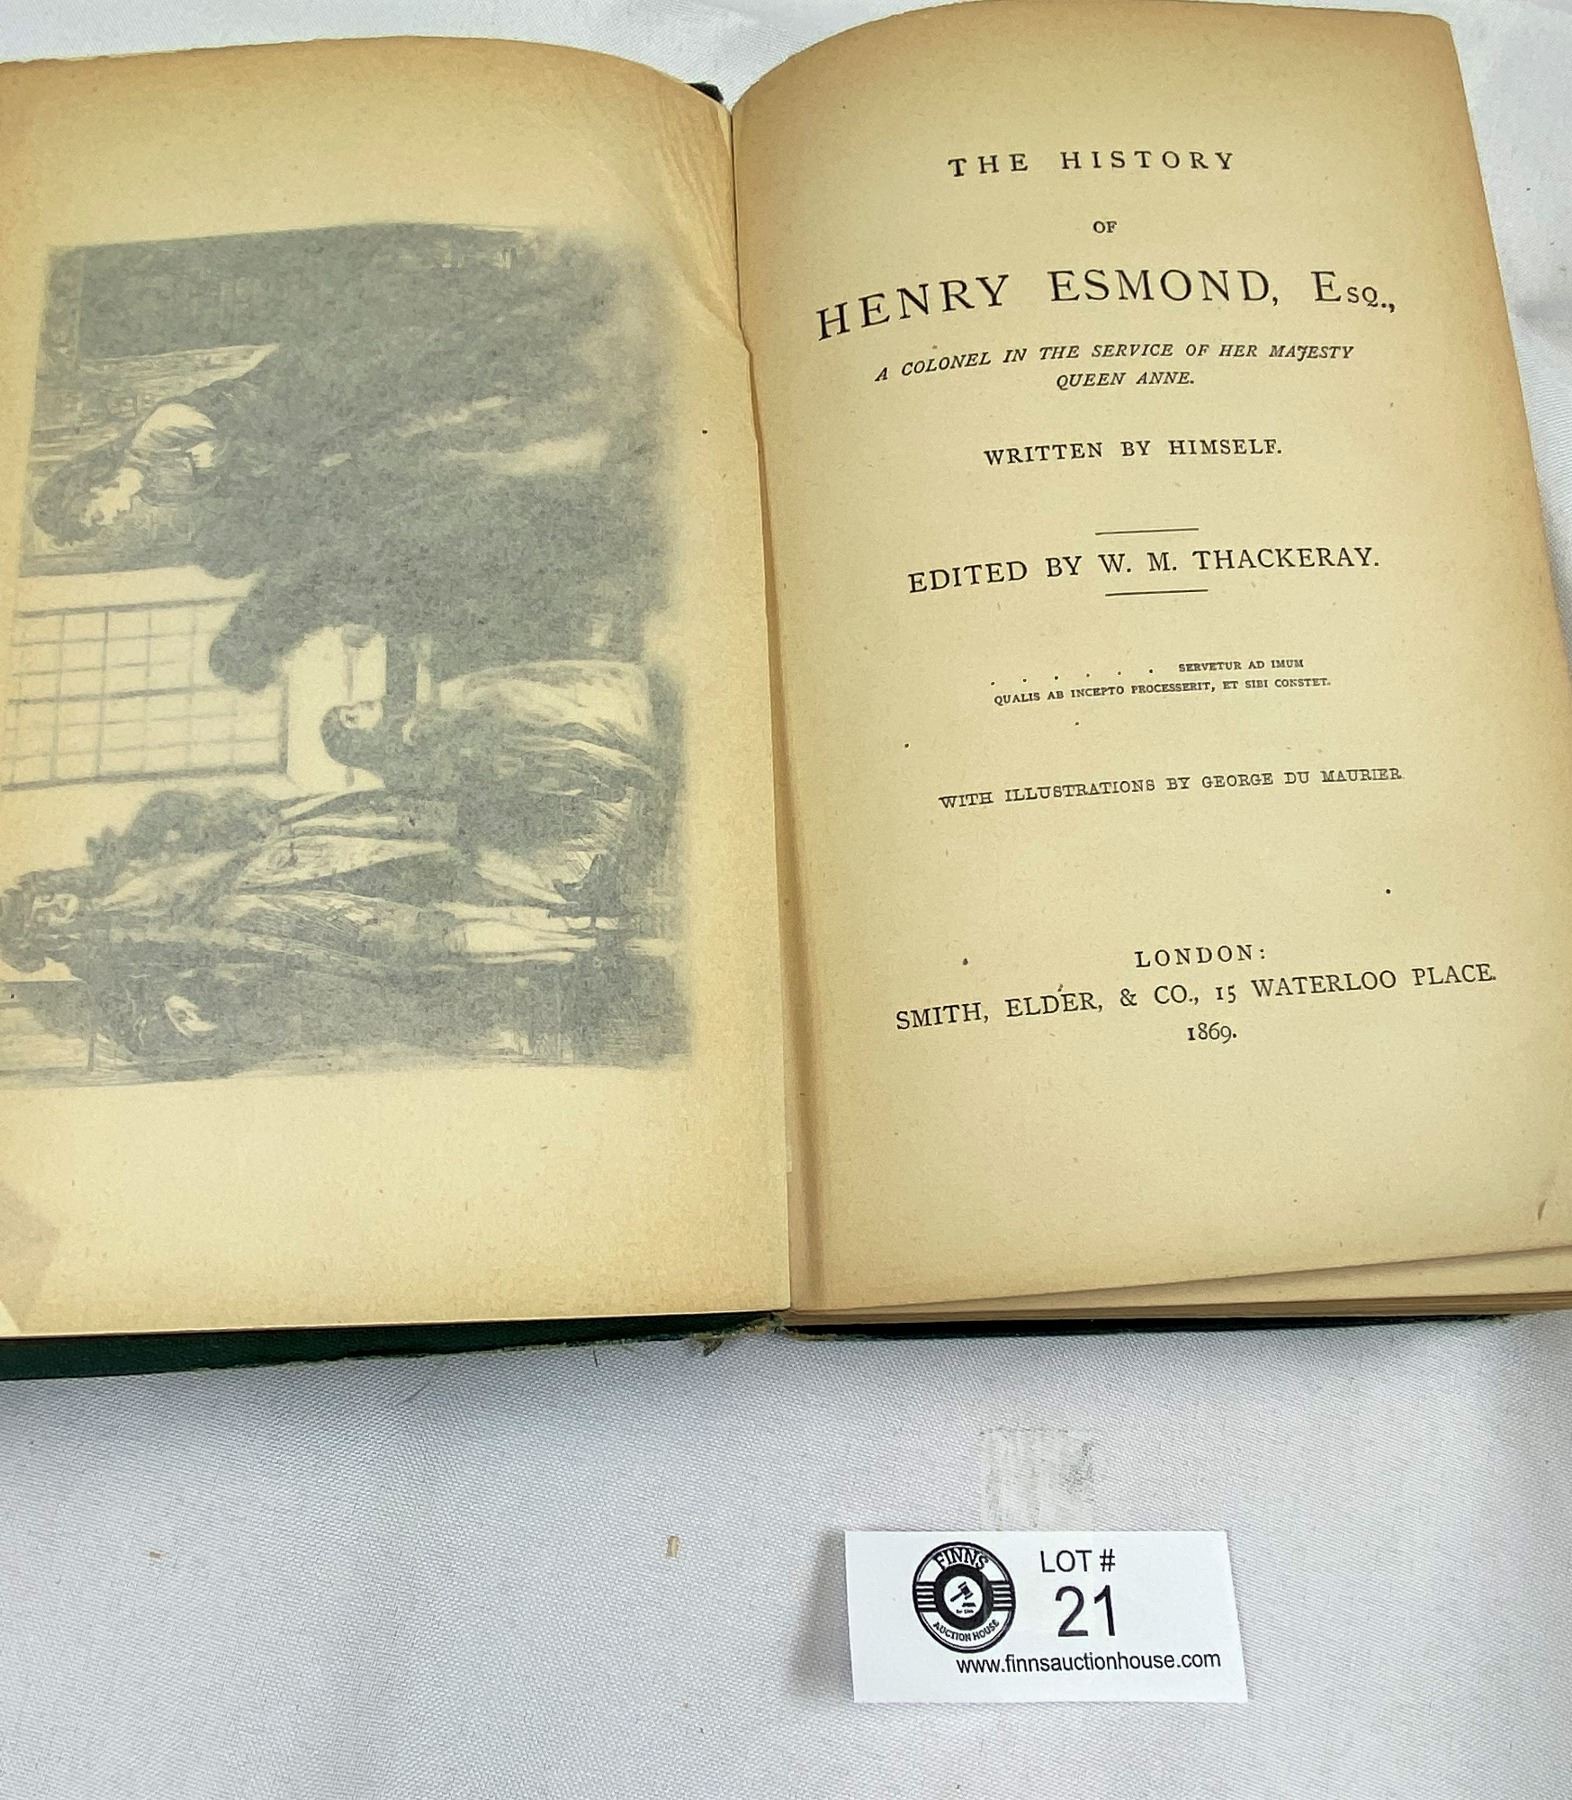 THE HISTORY
OF
HENRY ESMOND, ESQ.,
A COLONEL IN THE SERVICE OF HER MAJESTY
QUEEN ANNE.
WRITTEN BY HIMSELF.
EDITED BY W. M. THACKERAY.
. . . . . . SERVETUR AD IMUM
QUALIS AB INCEPTO PROCESSERIT, ET SIBI CONSTET.
WITH ILLUSTRATIONS BY GEORGE DU MAURIER
LONDON:
SMITH, ELDER, & CO., 15 WATERLOO PLACE.
1869.
FINNS
AUCTION HOUSE
LOT #
21
www.finnsauctionhouse.com